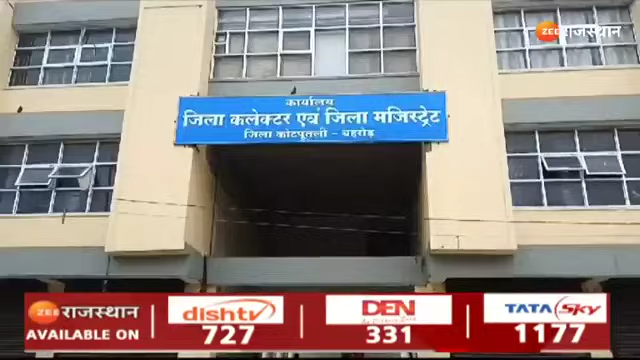 ZEE राजस्थान
कार्यालय
जिला कलेक्टर एवं जिला मजिस्ट्रेट
जिला कोटपूतली - बहरोड़
ZEE राजस्थान
AVAILABLE ON
dishtv
727
DEN
331
TATA Sky
1177